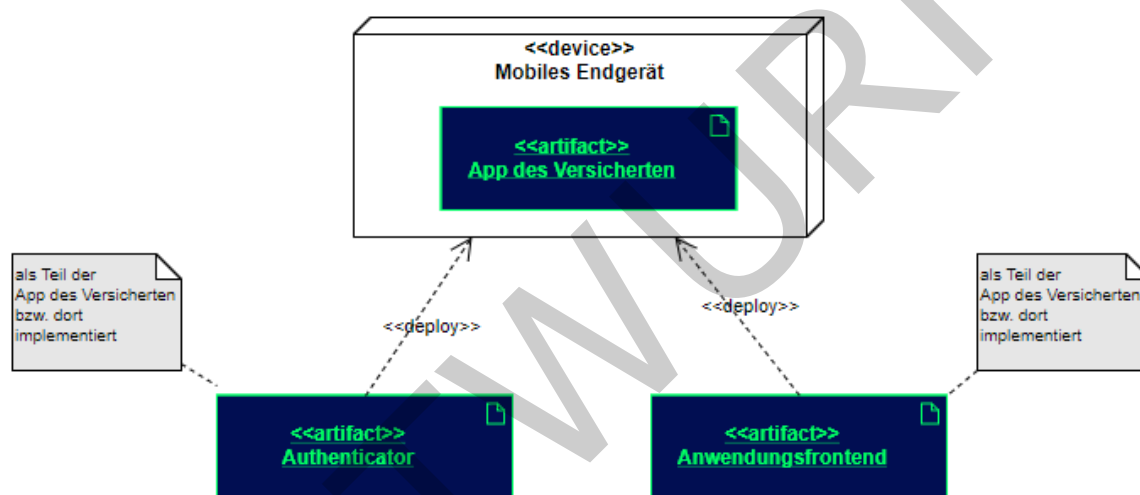 <<device>>
Mobiles Endgerät
<<artifact>>
App des Versicherten
als Teil der
App des Versicherten
bzw. dort
implementiert
<<deploy>>
<<deploy>>
als Teil der
App des Versicherten
bzw. dort
implementiert
<<artifact>>
Authenticator
<<artifact>>
Anwendungsfrontend